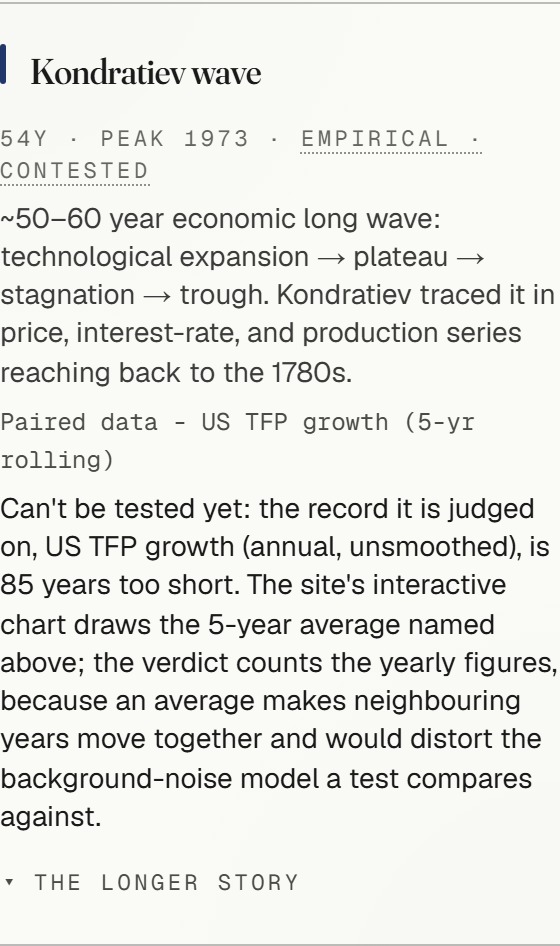 Kondratiev wave
54Y · PEAK 1973 · EMPIRICAL ·
CONTESTED
~50–60 year economic long wave:
technological expansion → plateau →
stagnation → trough. Kondratiev traced it in
price, interest-rate, and production series
reaching back to the 1780s.
Paired data – US TFP growth (5-yr
rolling)
Can't be tested yet: the record it is judged
on, US TFP growth (annual, unsmoothed), is
85 years too short. The site's interactive
chart draws the 5-year average named
above; the verdict counts the yearly figures,
because an average makes neighbouring
years move together and would distort the
background-noise model a test compares
against.
▾ THE LONGER STORY